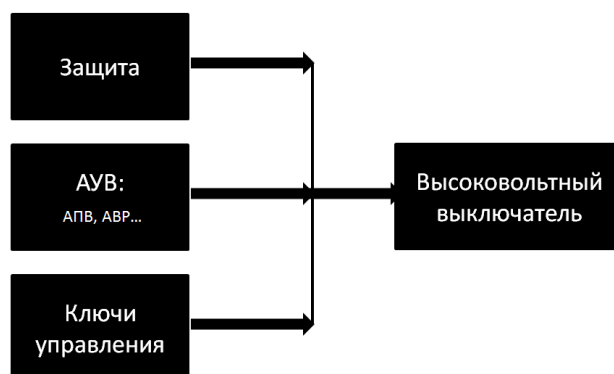 Защита
АУВ:
АПВ, АВР...
Высоковольтный
выключатель
Ключи
управления